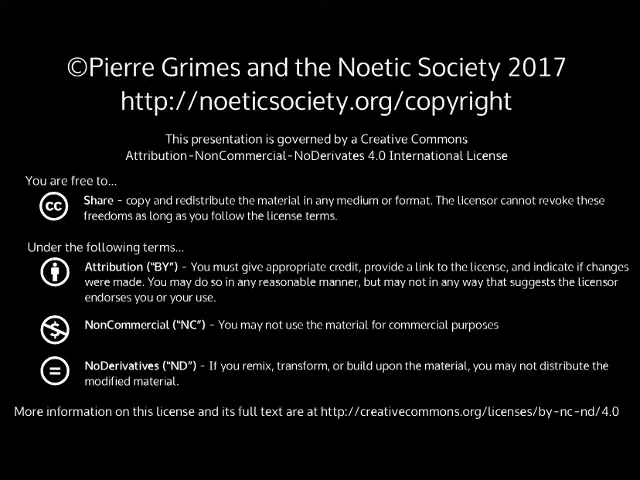 ©Pierre Grimes and the Noetic Society 2017
http://noeticsociety.org/copyright
This presentation is governed by a Creative Commons
Attribution-NonCommercial-NoDerivates 4.0 International License
You are free to...
cc
Share - copy and redistribute the material in any medium or format. The licensor cannot revoke these
freedoms as long as you follow the license terms.
Under the following terms...
Attribution ("BY") - You must give appropriate credit, provide a link to the license, and indicate if changes
were made. You may do so in any reasonable manner, but may not in any way that suggests the licensor
endorses you or your use.
NonCommercial ("NC") - You may not use the material for commercial purposes
NoDerivatives ("ND") - If you remix, transform, or build upon the material, you may not distribute the
modified material.
More information on this license and its full text are at http://creativecommons.org/licenses/by-nc-nd/4.0